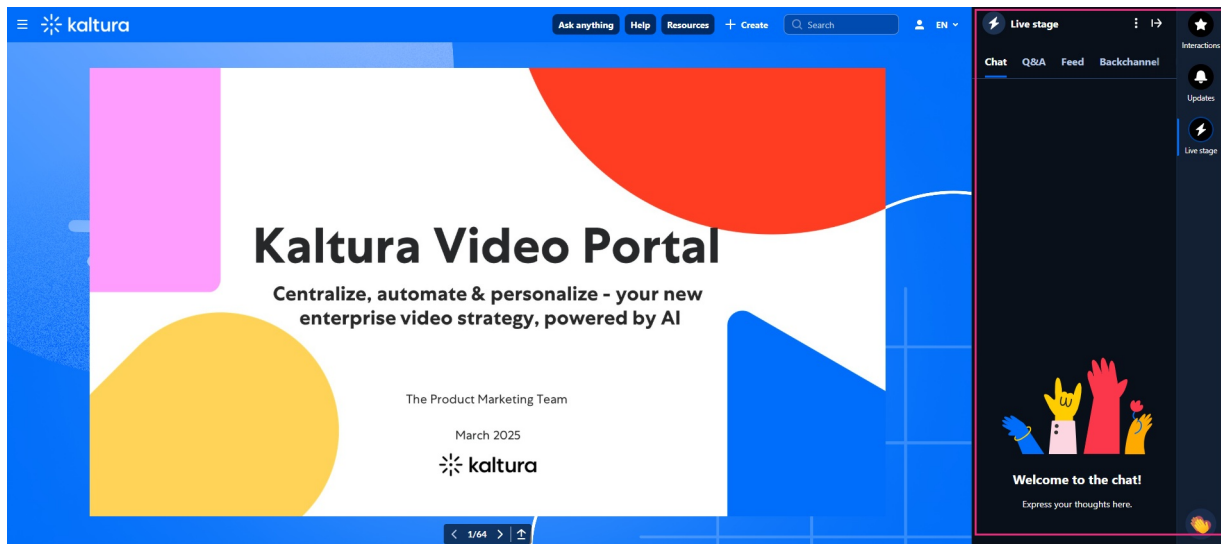 kaltura
Ask anything
Help
Resources
Create
Search
EN
Live stage
Interactions
Chat
Q&A
Feed
Backchannel
Updates
Live stage
Kaltura Video Portal
Centralize, automate & personalize - your new
enterprise video strategy, powered by AI
The Product Marketing Team
March 2025
kaltura
1/64
Welcome to the chat!
Express your thoughts here.